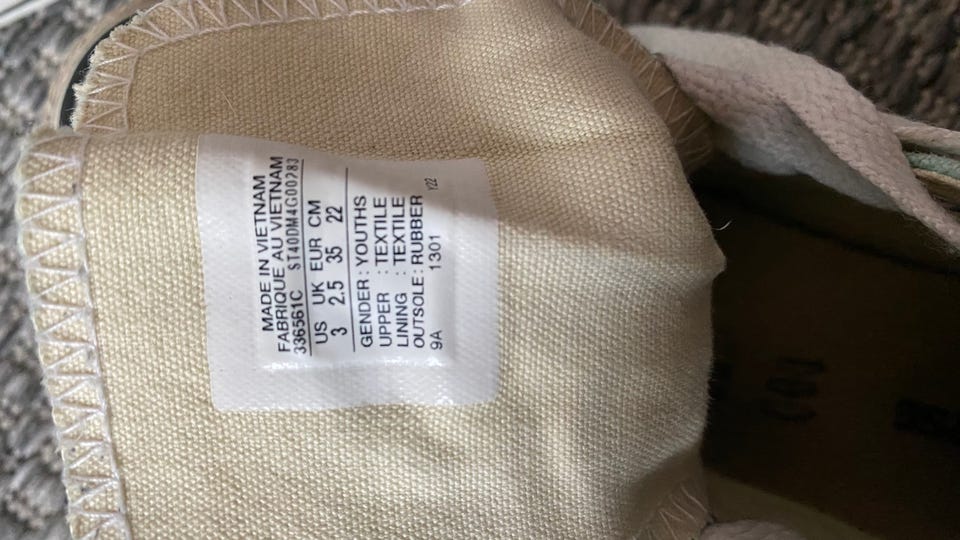 MADE IN VIETNAM
FABRIQUE AU VIETNAM
336561C ST40DM4G00283
US UK EUR CM
3 2.5 35 22
GENDER : YOUTHS
UPPER : TEXTILE
LINING : TEXTILE
OUTSOLE : RUBBER
9A 1301 Y22